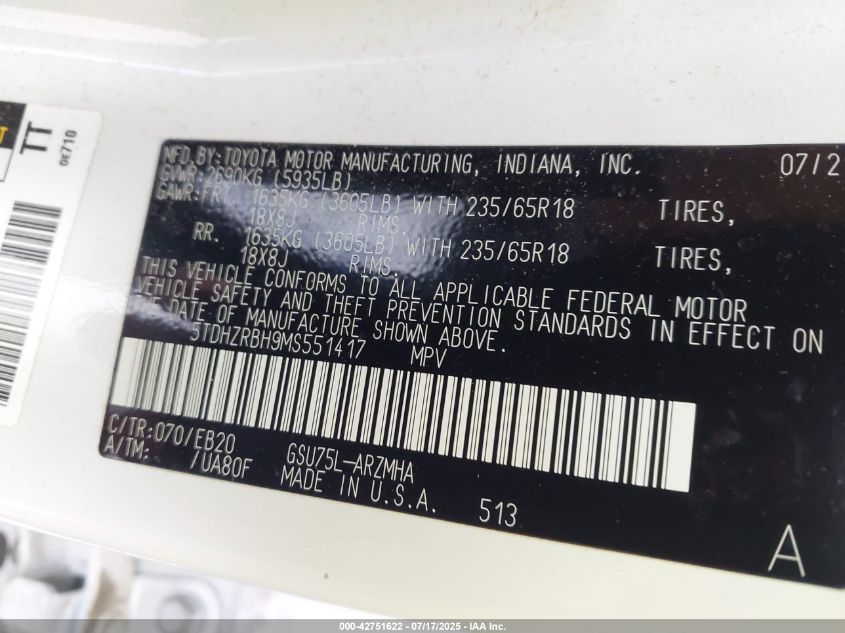 TT
0E710
MFD.BY:TOYOTA MOTOR MANUFACTURING, INDIANA, INC. 07/2
GVWR:2690KG (5935LB)
GAWR:FRT. 1635KG (3605LB) WITH 235/65R18 TIRES,
18X8J RIMS.
RR. 1635KG (3605LB) WITH 235/65R18 TIRES,
18X8J RIMS.
THIS VEHICLE CONFORMS TO ALL APPLICABLE FEDERAL MOTOR
VEHICLE SAFETY AND THEFT PREVENTION STANDARDS IN EFFECT ON
THE DATE OF MANUFACTURE SHOWN ABOVE.
5TDHZRBH9MS551417 MPV
C/TR:070/EB20 GSU75L-ARZMHA
A/TM: /UA80F MADE IN U.S.A. 513
A
000-42751622 - 07/17/2025 - IAA Inc.